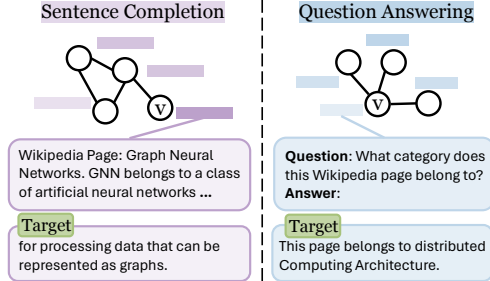 Sentence Completion
v
Wikipedia Page: Graph Neural
Networks. GNN belongs to a class
of artificial neural networks ...
Target
for processing data that can be
represented as graphs.
Question Answering
v
Question: What category does
this Wikipedia page belong to?
Answer:
Target
This page belongs to distributed
Computing Architecture.